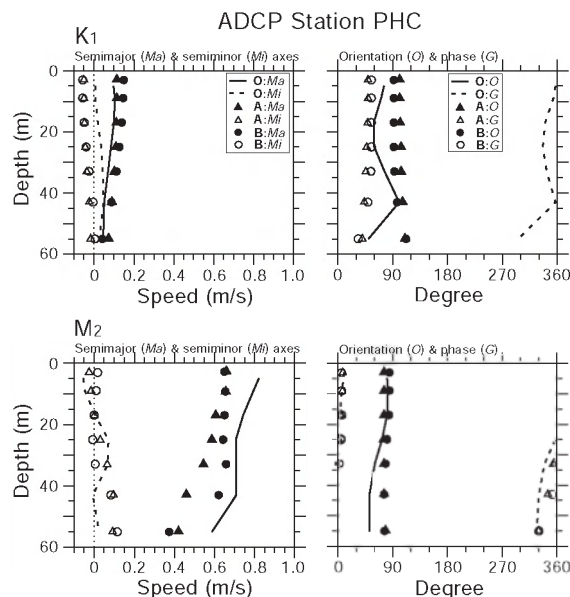 ADCP Station PHC
K1
Semimajor (Ma) & semiminor (Mi) axes
Orientation (O) & phase (G)
0
20
40
60
Depth (m)
O:Ma
O:Mi
A:Ma
A:Mi
B:Ma
B:Mi
O:O
O:G
A:O
A:G
B:O
B:G
0 0.2 0.4 0.6 0.8 1.0
Speed (m/s)
0 90 180 270 360
Degree
M2
Semimajor (Ma) & semiminor (Mi) axes
Orientation (O) & phase (G)
0
20
40
60
Depth (m)
0 0.2 0.4 0.6 0.8 1.0
Speed (m/s)
0 90 180 270 360
Degree